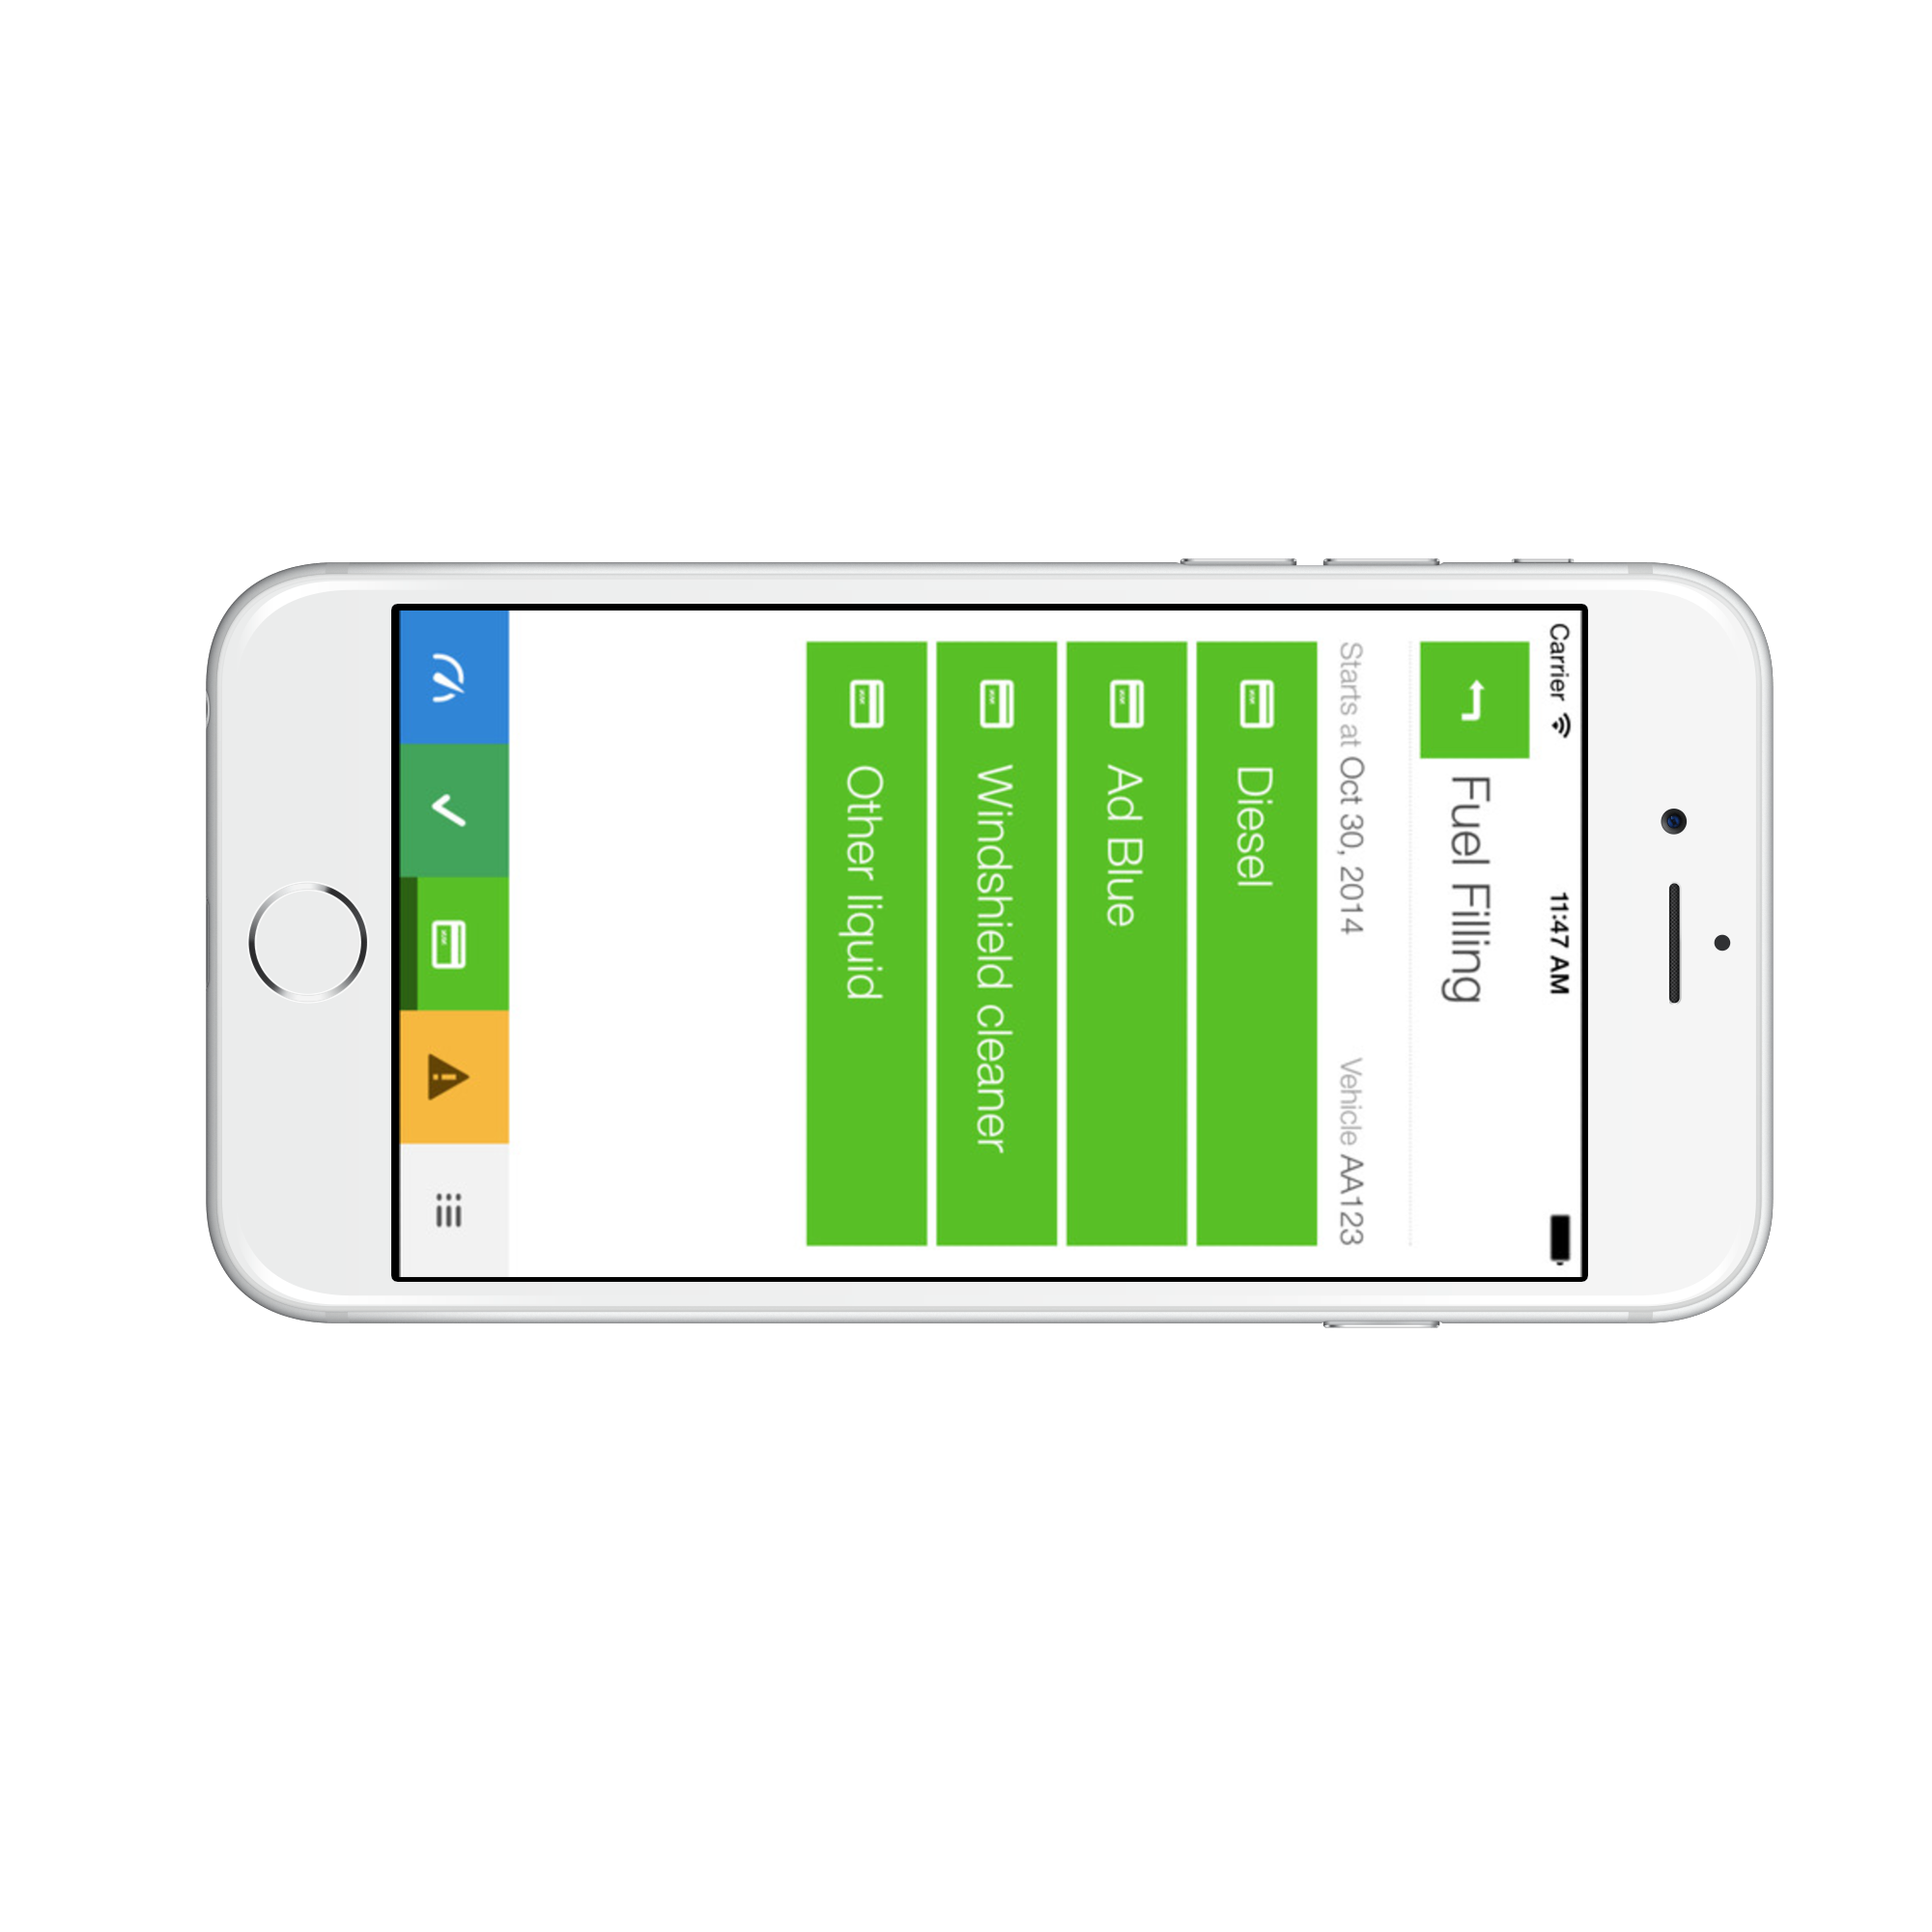 Carrier 11:47 AM
Fuel Filling
Starts at Oct 30, 2014 Vehicle AA123
Diesel
Ad Blue
Windshield cleaner
Other liquid